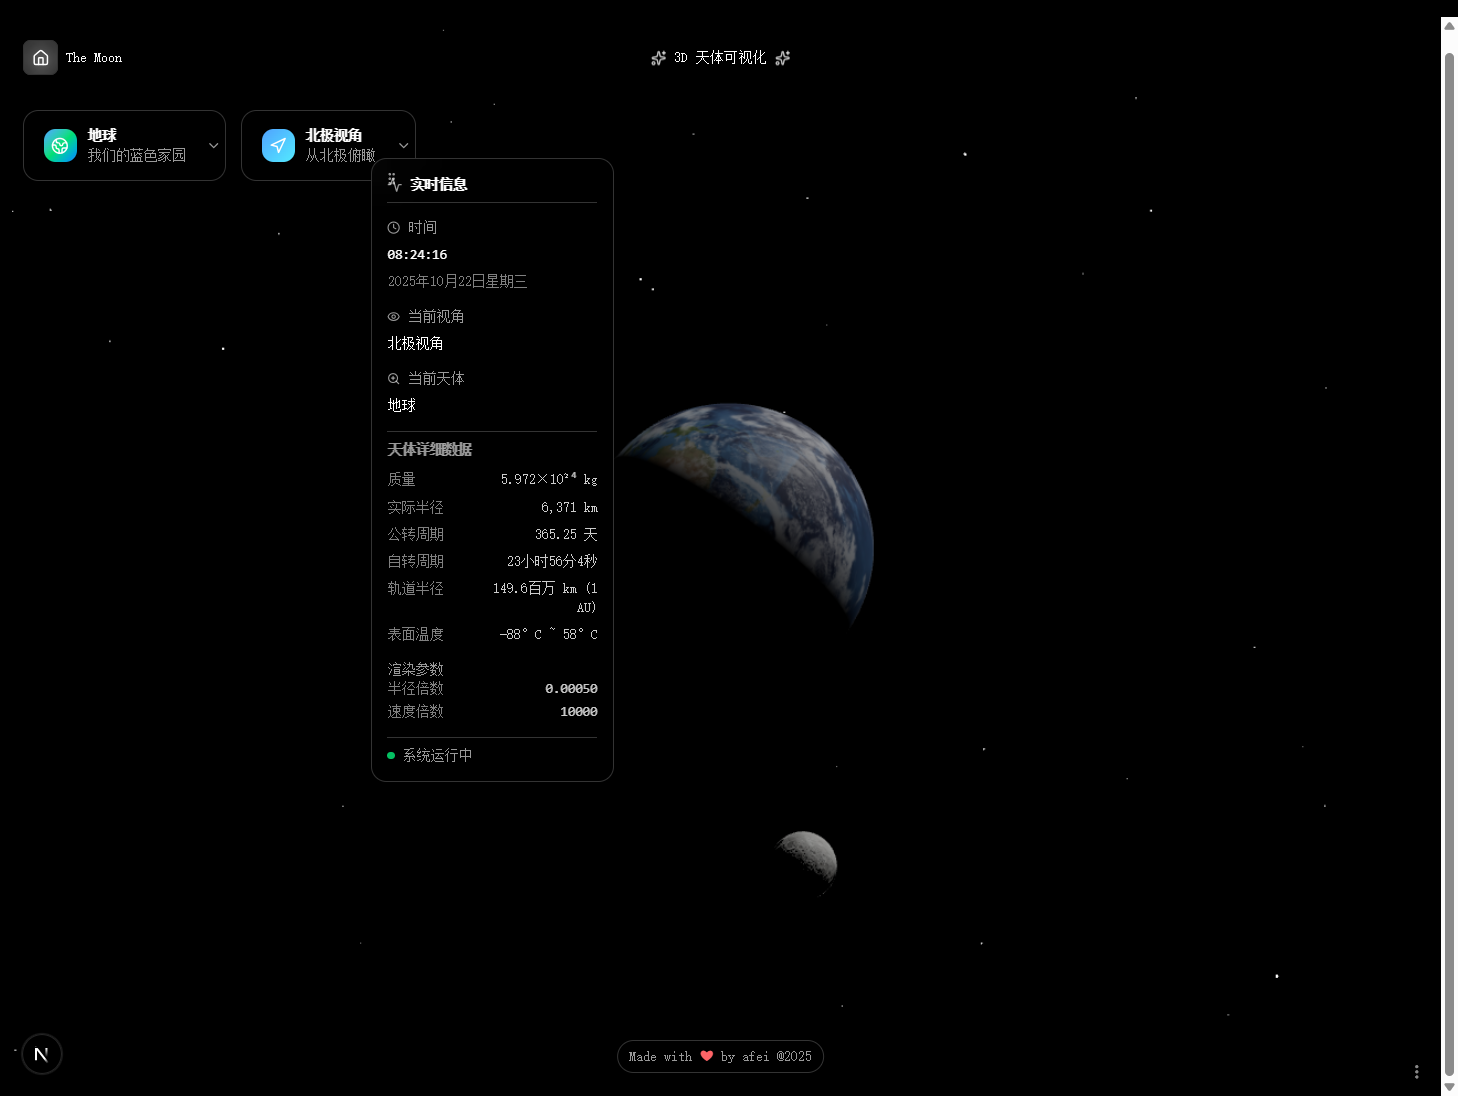 The Moon
3D 天体可视化
地球
我们的蓝色家园
北极视角
从北极俯瞰
实时信息
时间
08:24:16
2025年10月22日星期三
当前视角
北极视角
当前天体
地球
天体详细数据
质量 5.972×10²⁴ kg
实际半径 6,371 km
公转周期 365.25 天
自转周期 23小时56分4秒
轨道半径 149.6百万 km (1
AU)
表面温度 -88°C ~ 58°C
渲染参数
半径倍数 0.00050
速度倍数 10000
系统运行中
N
Made with ❤ by afei @2025